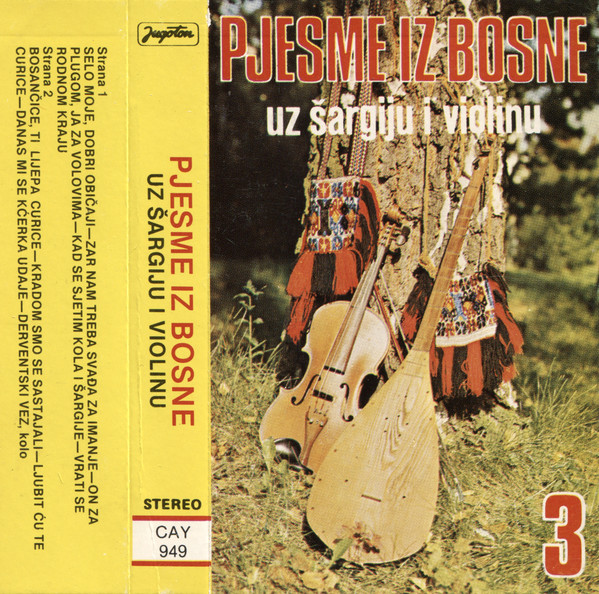 Jugoton
Strana 1
SELO MOJE, DOBRI OBIČAJI—ZAR NAM TREBA SVAĐA ZA IMANJE—ON ZA
PLUGOM, JA ZA VOLOVIMA—KAD SE SJETIM KOLA I ŠARGIJE—VRATI SE
RODNOM KRAJU
Strana 2
BOSANČICE, TI LIJEPA CURICE—KRADOM SMO SE SASTAJALI—LJUBIT ĆU TE
CURICE—DANAS MI SE KĆERKA UDAJE—DERVENTSKI VEZ, kolo
PJESME IZ BOSNE
UZ ŠARGIJU I VIOLINU
STEREO
CAY
949
PJESME IZ BOSNE
uz šargiju i violinu
3